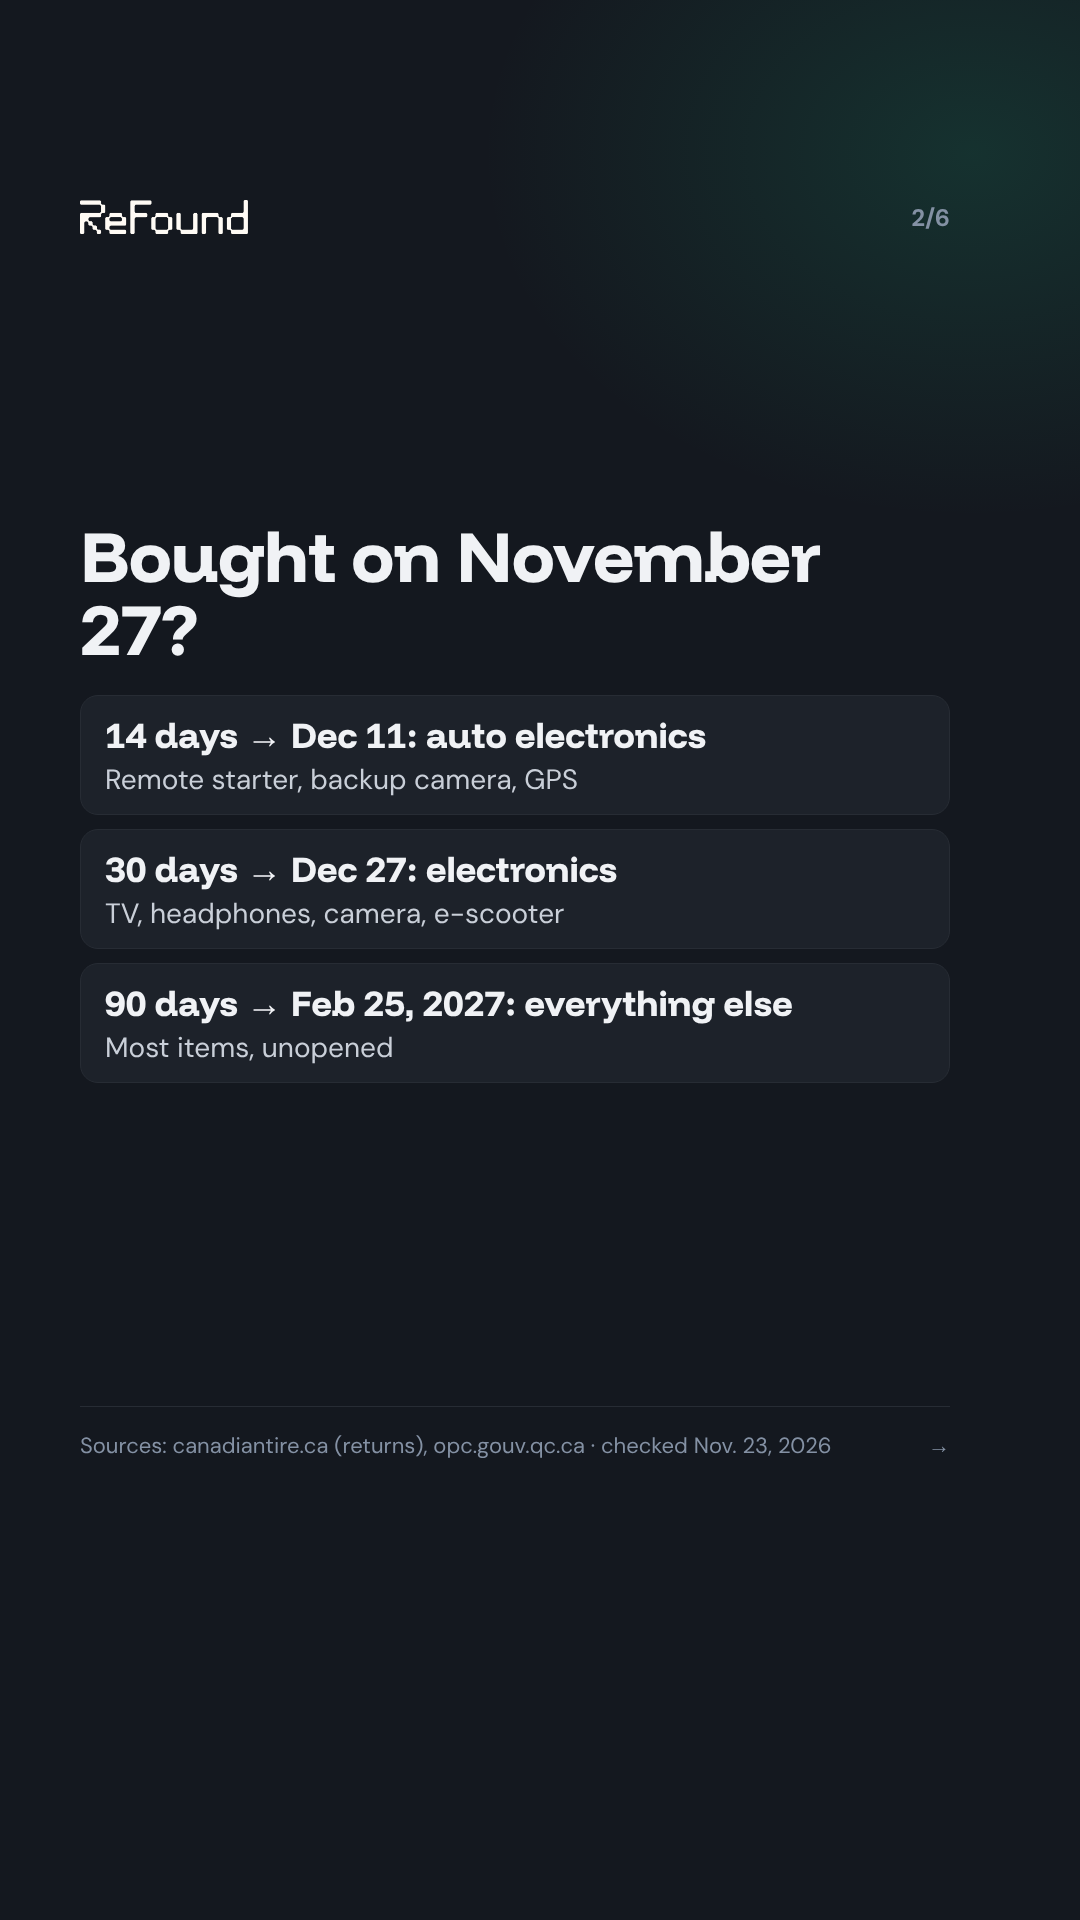 ReFound
2/6
Bought on November
27?
14 days → Dec 11: auto electronics
Remote starter, backup camera, GPS
30 days → Dec 27: electronics
TV, headphones, camera, e-scooter
90 days → Feb 25, 2027: everything else
Most items, unopened
Sources: canadiantire.ca (returns), opc.gouv.qc.ca · checked Nov. 23, 2026 →